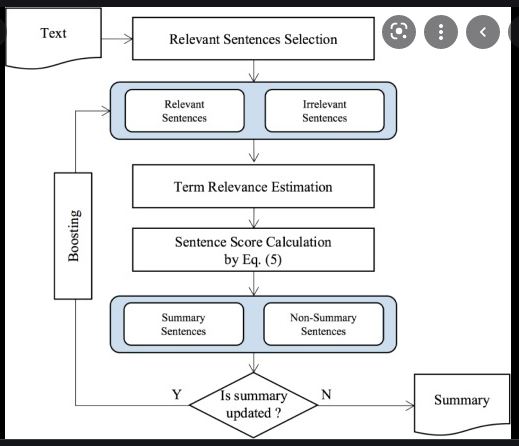 Text
Relevant Sentences Selection
Relevant
Sentences
Irrelevant
Sentences
Term Relevance Estimation
Boosting
Sentence Score Calculation
by Eq. (5)
Summary
Sentences
Non-Summary
Sentences
Y
Is summary
updated ?
N
Summary